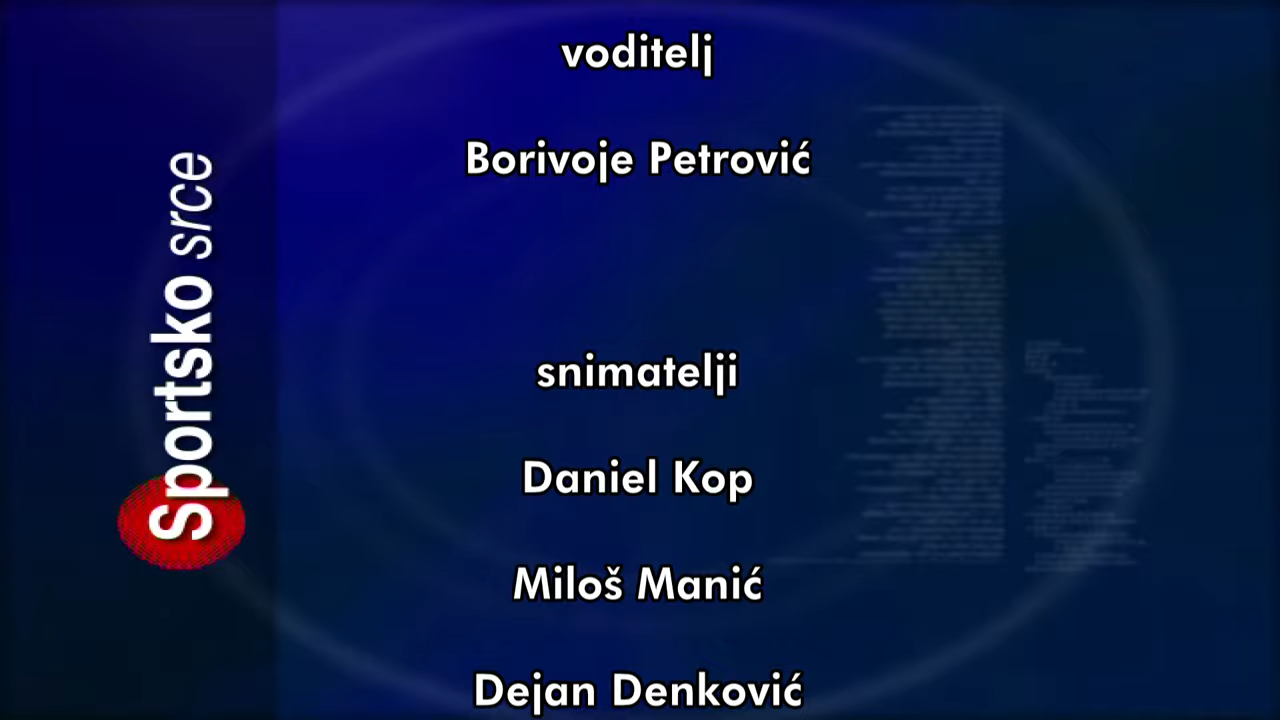 Sportsko srce
voditelj
Borivoje Petrović
snimatelji
Daniel Kop
Miloš Manić
Dejan Denković